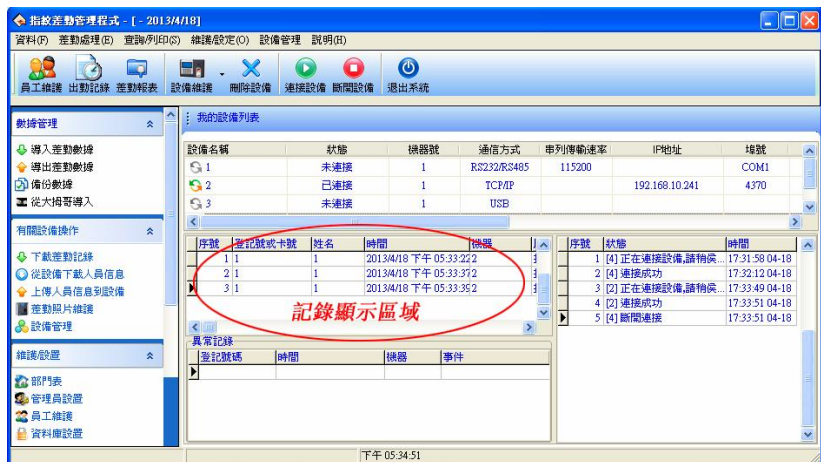 指紋差勤管理程式 - [ - 2013/4/18]
資料(F) 差勤處理(E) 查詢/列印(S) 維護/設定(O) 設備管理 說明(H)
員工維護 出勤記錄 差勤報表 設備維護 刪除設備 連接設備 斷開設備 退出系統
數據管理
導入差勤數據
導出差勤數據
備份數據
從大拇哥導入
有關設備操作
下載差勤記錄
從設備下載人員信息
上傳人員信息到設備
差勤照片維護
設備管理
維護/設置
部門表
管理員設置
員工維護
資料庫設置
我的設備列表
設備名稱 狀態 機器號 通信方式 串列傳輸速率 IP地址 埠號
1 未連接 1 RS232/RS485 115200 COM1
2 已連接 1 TCP/IP 192.168.10.241 4370
3 未連接 1 USB
序號 登記號或卡號 姓名 時間 機器
1 1 1 2013/4/18 下午 05:33:22 2
2 1 1 2013/4/18 下午 05:33:37 2
3 1 1 2013/4/18 下午 05:33:39 2
記錄顯示區域
異常記錄
登記號碼 時間 機器 事件
序號 狀態 時間
1 [4] 正在連接設備,請稍侯... 17:31:58 04-18
2 [4] 連接成功 17:32:12 04-18
3 [2] 正在連接設備,請稍侯... 17:33:49 04-18
4 [2] 連接成功 17:33:51 04-18
5 [4] 斷開連接 17:33:51 04-18
下午 05:34:51